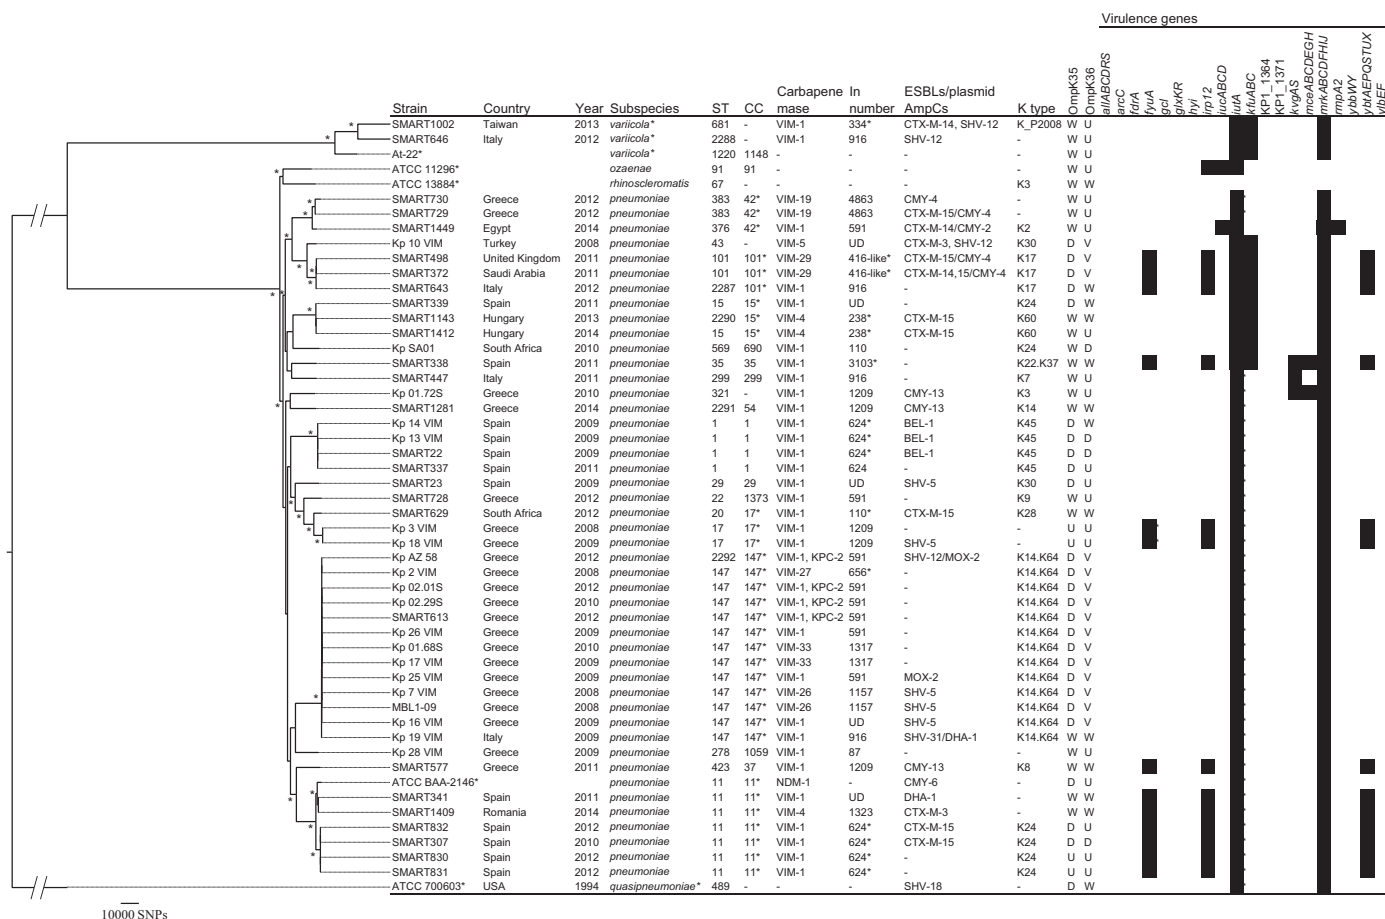 Virulence genes
allABCDRS
arcC
fdrA
fyuA
gcl
glxKR
hyi
irp12
iucABCD
iutA
kfuABC
KP1_1364
KP1_1371
kvgAS
mceABCDEGH
mrkABCDFHIJ
rmpA2
ybbWY
ybtAEPQSTUX
ylbEF
Carbapene In ESBLs/plasmid OmpK35 OmpK36
Strain Country Year Subspecies ST CC mase number AmpCs K type
SMART1002 Taiwan 2013 variicola* 681 - VIM-1 334* CTX-M-14, SHV-12 K_P2008 W U
SMART646 Italy 2012 variicola* 2288 - VIM-1 916 SHV-12 - W U
At-22* variicola* 1220 1148 - - - - W U
ATCC 11296* ozaenae 91 91 - - - - W U
ATCC 13884* rhinoscleromatis 67 - - - K3 W W
SMART730 Greece 2012 pneumoniae 383 42* VIM-19 4863 CMY-4 - W U
SMART729 Greece 2012 pneumoniae 383 42* VIM-19 4863 CTX-M-15/CMY-4 - W U
SMART1449 Egypt 2014 pneumoniae 376 42* VIM-1 591 CTX-M-14/CMY-2 K2 W U
Kp 10 VIM Turkey 2008 pneumoniae 43 - VIM-5 UD CTX-M-3, SHV-12 K30 D V
SMART498 United Kingdom 2011 pneumoniae 101 101* VIM-29 416-like* CTX-M-15/CMY-4 K17 D V
SMART372 Saudi Arabia 2011 pneumoniae 101 101* VIM-29 416-like* CTX-M-14,15/CMY-4 K17 D V
SMART643 Italy 2012 pneumoniae 2287 101* VIM-1 916 - K17 D W
SMART339 Spain 2011 pneumoniae 15 15* VIM-1 UD - K24 D W
SMART1143 Hungary 2013 pneumoniae 2290 15* VIM-4 238* CTX-M-15 K60 W W
SMART1412 Hungary 2014 pneumoniae 15 15* VIM-4 238* CTX-M-15 K60 W U
Kp SA01 South Africa 2010 pneumoniae 569 690 VIM-1 110 - K24 W D
SMART338 Spain 2011 pneumoniae 35 35 VIM-1 3103* - K22.K37 W W
SMART447 Italy 2011 pneumoniae 299 299 VIM-1 916 - K7 W U
Kp 01.72S Greece 2010 pneumoniae 321 - VIM-1 1209 CMY-13 K3 W U
SMART1281 Greece 2014 pneumoniae 2291 54 VIM-1 1209 CMY-13 K14 W W
Kp 14 VIM Spain 2009 pneumoniae 1 1 VIM-1 624* BEL-1 K45 D W
Kp 13 VIM Spain 2009 pneumoniae 1 1 VIM-1 624* BEL-1 K45 D D
SMART22 Spain 2009 pneumoniae 1 1 VIM-1 624* BEL-1 K45 D D
SMART337 Spain 2011 pneumoniae 1 1 VIM-1 624 - K45 D U
SMART23 Spain 2009 pneumoniae 29 29 VIM-1 UD SHV-5 K30 D U
SMART728 Greece 2012 pneumoniae 22 1373 VIM-1 591 - K9 W U
SMART629 South Africa 2012 pneumoniae 20 17* VIM-1 110* CTX-M-15 K28 W W
Kp 3 VIM Greece 2008 pneumoniae 17 17* VIM-1 1209 - - U U
Kp 18 VIM Greece 2009 pneumoniae 17 17* VIM-1 1209 SHV-5 - U U
Kp AZ 58 Greece 2012 pneumoniae 2292 147* VIM-1, KPC-2 591 SHV-12/MOX-2 K14.K64 D V
Kp 2 VIM Greece 2008 pneumoniae 147 147* VIM-27 656* - K14.K64 D V
Kp 02.01S Greece 2012 pneumoniae 147 147* VIM-1, KPC-2 591 - K14.K64 D V
Kp 02.29S Greece 2010 pneumoniae 147 147* VIM-1, KPC-2 591 - K14.K64 D V
SMART613 Greece 2012 pneumoniae 147 147* VIM-1, KPC-2 591 - K14.K64 D V
Kp 26 VIM Greece 2009 pneumoniae 147 147* VIM-1 591 - K14.K64 D V
Kp 01.68S Greece 2010 pneumoniae 147 147* VIM-33 1317 - K14.K64 D V
Kp 17 VIM Greece 2009 pneumoniae 147 147* VIM-33 1317 - K14.K64 D V
Kp 25 VIM Greece 2009 pneumoniae 147 147* VIM-1 591 MOX-2 K14.K64 D V
Kp 7 VIM Greece 2008 pneumoniae 147 147* VIM-26 1157 SHV-5 K14.K64 D V
MBL1-09 Greece 2008 pneumoniae 147 147* VIM-26 1157 SHV-5 K14.K64 D V
Kp 16 VIM Greece 2009 pneumoniae 147 147* VIM-1 UD SHV-5 K14.K64 D V
Kp 19 VIM Italy 2009 pneumoniae 147 147* VIM-1 916 SHV-31/DHA-1 K14.K64 W W
Kp 28 VIM Greece 2009 pneumoniae 278 1059 VIM-1 87 - - W U
SMART577 Greece 2011 pneumoniae 423 37 VIM-1 1209 CMY-13 K8 W W
ATCC BAA-2146* pneumoniae 11 11* NDM-1 - CMY-6 - D U
SMART341 Spain 2011 pneumoniae 11 11* VIM-1 UD DHA-1 - W W
SMART1409 Romania 2014 pneumoniae 11 11* VIM-4 1323 CTX-M-3 - W W
SMART832 Spain 2012 pneumoniae 11 11* VIM-1 624* CTX-M-15 K24 D U
SMART307 Spain 2010 pneumoniae 11 11* VIM-1 624* CTX-M-15 K24 D D
SMART830 Spain 2012 pneumoniae 11 11* VIM-1 624* - K24 U U
SMART831 Spain 2012 pneumoniae 11 11* VIM-1 624* - K24 U U
ATCC 700603* USA 1994 quasipneumoniae* 489 - - - SHV-18 - D W
10000 SNPs